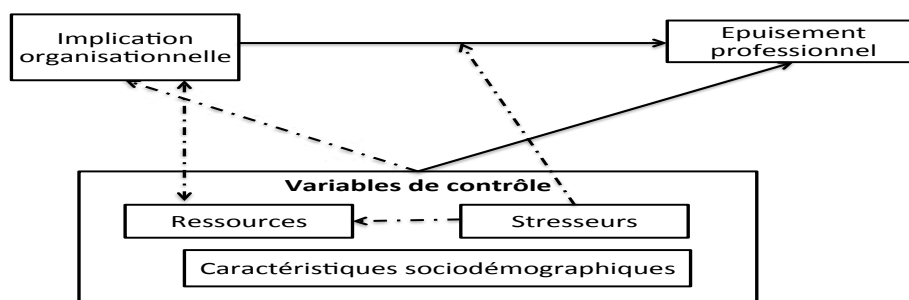 Implication
organisationnelle
Epuisement
professionnel
Variables de contrôle
Ressources
Stresseurs
Caractéristiques sociodémographiques